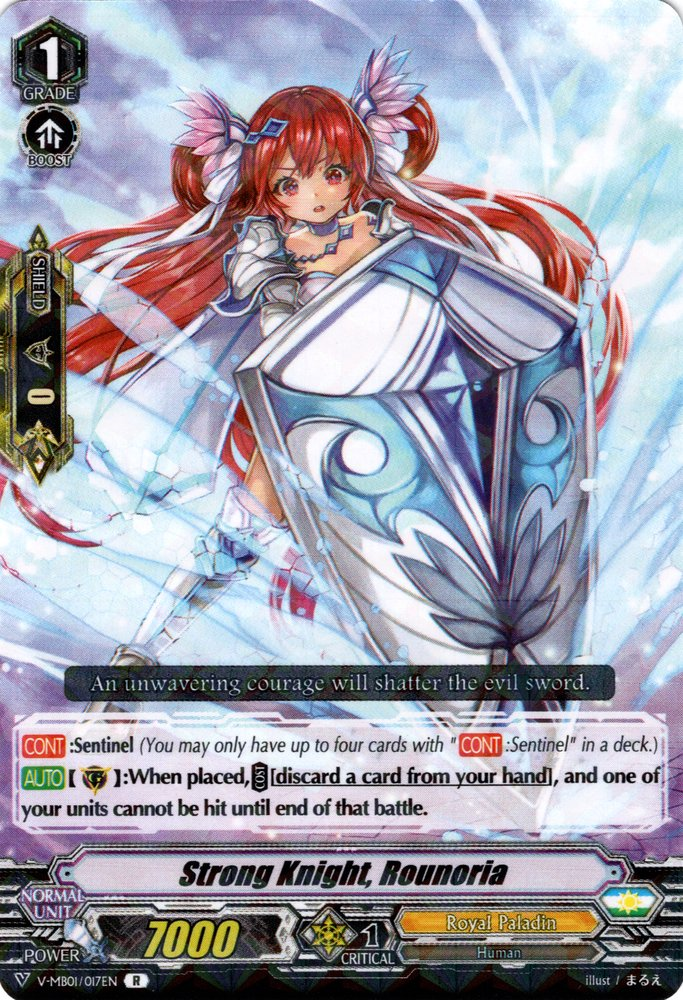 1
GRADE
BOOST
SHIELD
0
An unwavering courage will shatter the evil sword.
CONT:Sentinel (You may only have up to four cards with "CONT:Sentinel" in a deck.)
AUTO【 G 】:When placed, COST [discard a card from your hand], and one of
your units cannot be hit until end of that battle.
Strong Knight, Rounoria
NORMAL
UNIT
POWER 7000
1
CRITICAL
Royal Paladin
Human
V-MB01/017EN R
illust / まるえ